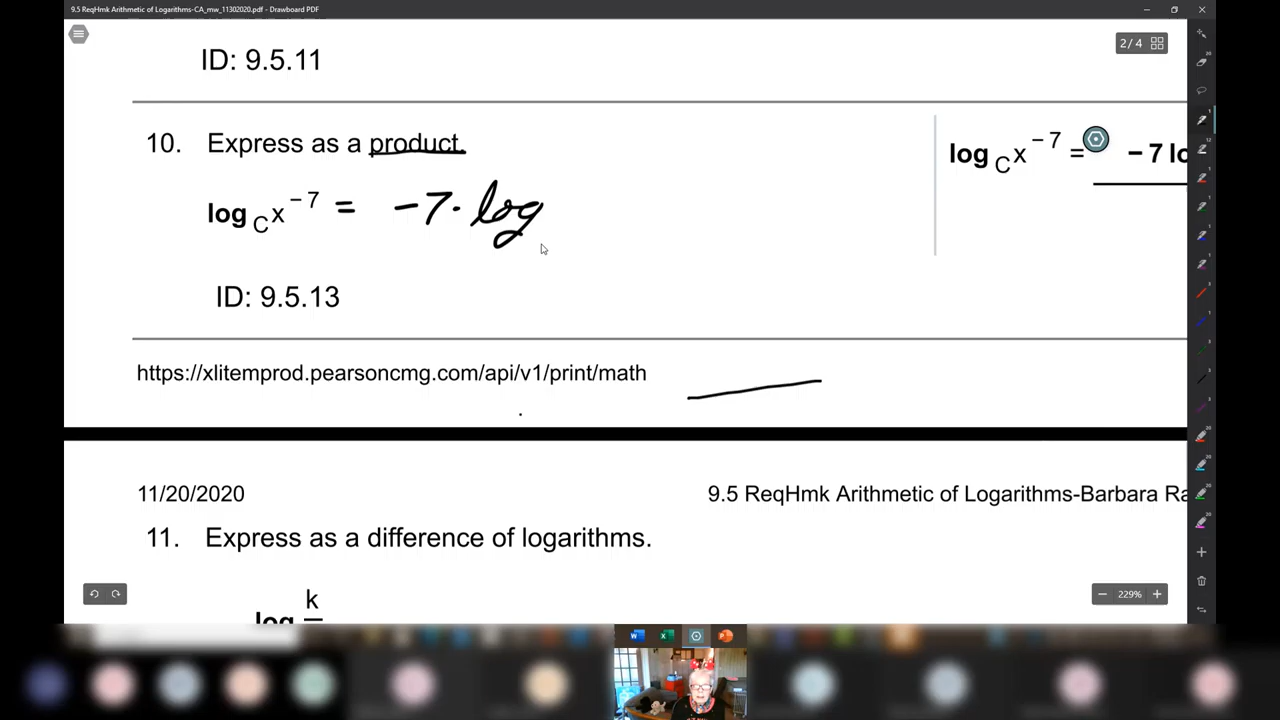 9.5 ReqHmk Arithmetic of Logarithms-CA_mw_11302020.pdf - Drawboard PDF
2 / 4
ID: 9.5.11
10. Express as a product.
log C x −7 = −7 · log
log C x −7 = −7 lo
ID: 9.5.13
https://xlitemprod.pearsoncmg.com/api/v1/print/math
11/20/2020
9.5 ReqHmk Arithmetic of Logarithms-Barbara Ra
11. Express as a difference of logarithms.
k
log
229%